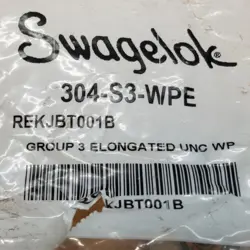 Swagelok®
304-S3-WPE
REKJBT001B
GROUP 3 ELONGATED UNC WP
KJBT001B